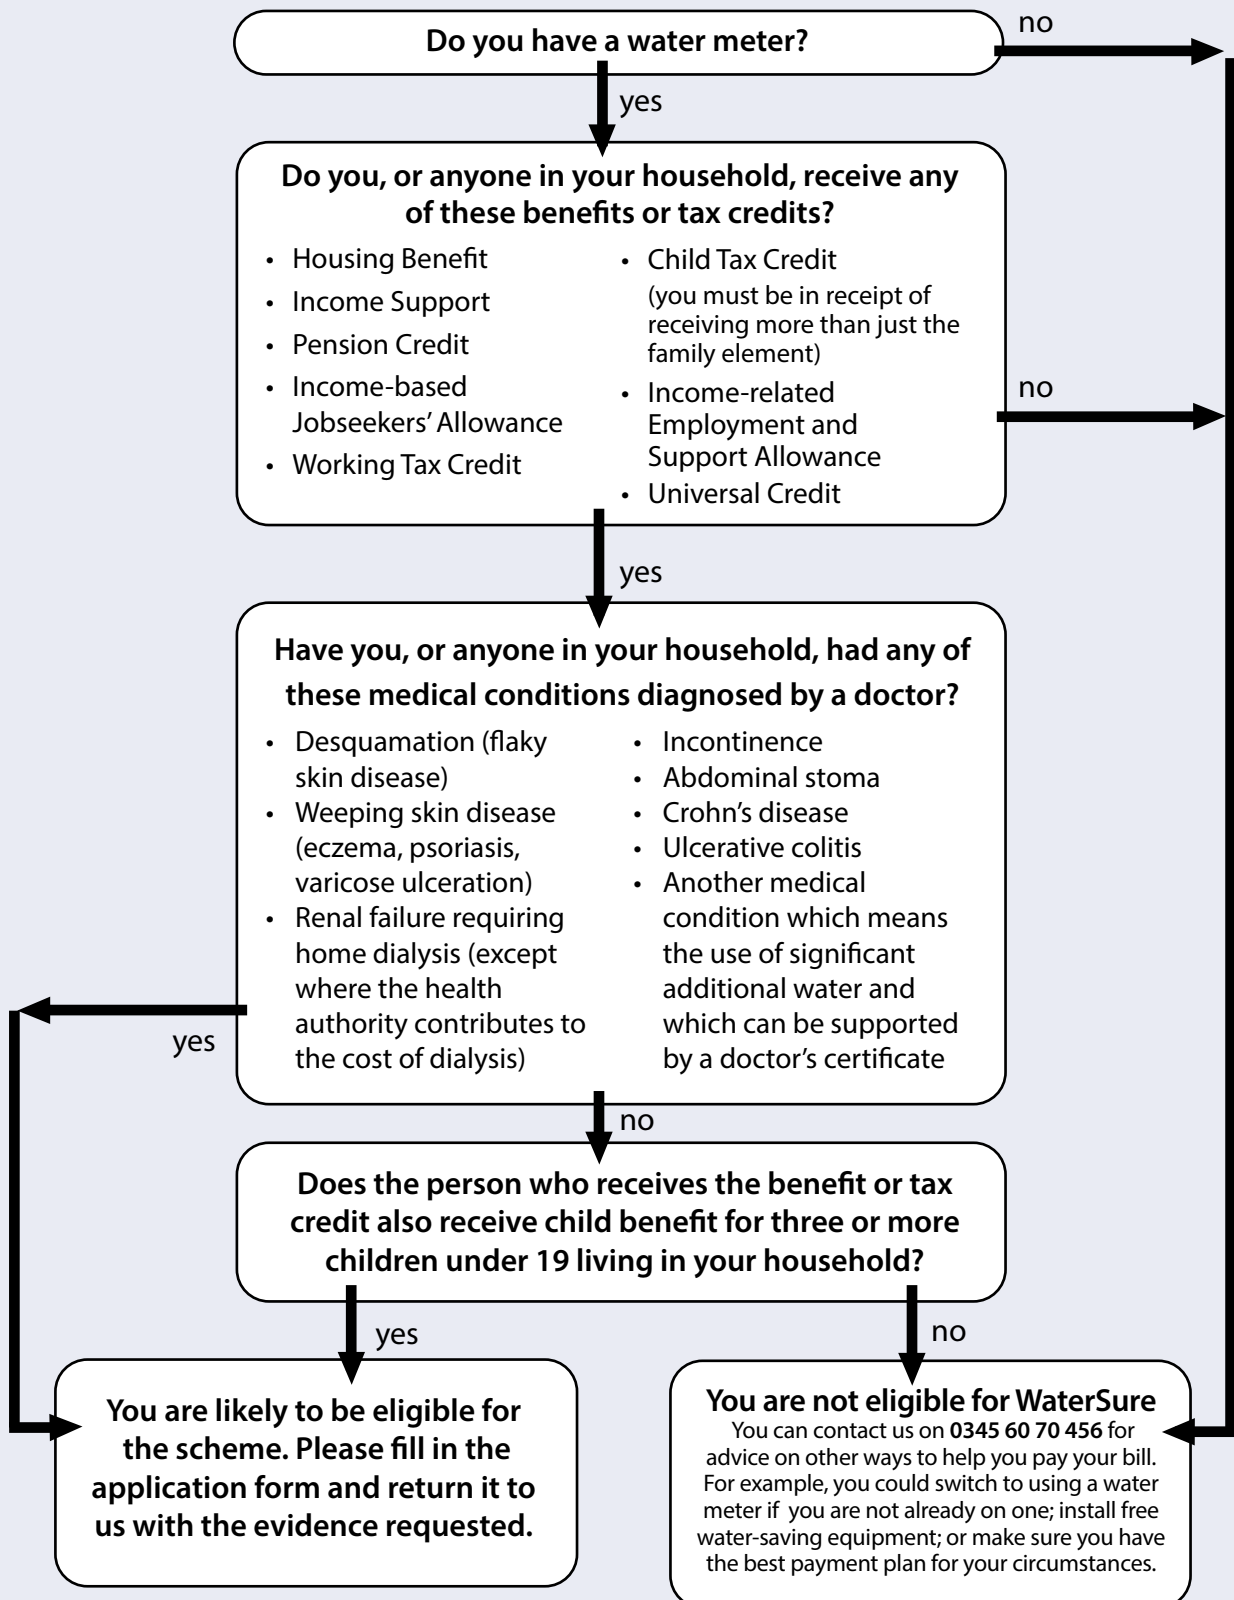 Do you have a water meter?
no
yes
Do you, or anyone in your household, receive any
of these benefits or tax credits?
• Housing Benefit
• Income Support
• Pension Credit
• Income-based
Jobseekers’ Allowance
• Working Tax Credit
• Child Tax Credit
(you must be in receipt of
receiving more than just the
family element)
• Income-related
Employment and
Support Allowance
• Universal Credit
no
yes
Have you, or anyone in your household, had any of
these medical conditions diagnosed by a doctor?
• Desquamation (flaky
skin disease)
• Weeping skin disease
(eczema, psoriasis,
varicose ulceration)
• Renal failure requiring
home dialysis (except
where the health
authority contributes to
the cost of dialysis)
• Incontinence
• Abdominal stoma
• Crohn’s disease
• Ulcerative colitis
• Another medical
condition which means
the use of significant
additional water and
which can be supported
by a doctor’s certificate
yes
no
Does the person who receives the benefit or tax
credit also receive child benefit for three or more
children under 19 living in your household?
yes
no
You are likely to be eligible for
the scheme. Please fill in the
application form and return it to
us with the evidence requested.
You are not eligible for WaterSure
You can contact us on 0345 60 70 456 for
advice on other ways to help you pay your bill.
For example, you could switch to using a water
meter if you are not already on one; install free
water-saving equipment; or make sure you have
the best payment plan for your circumstances.